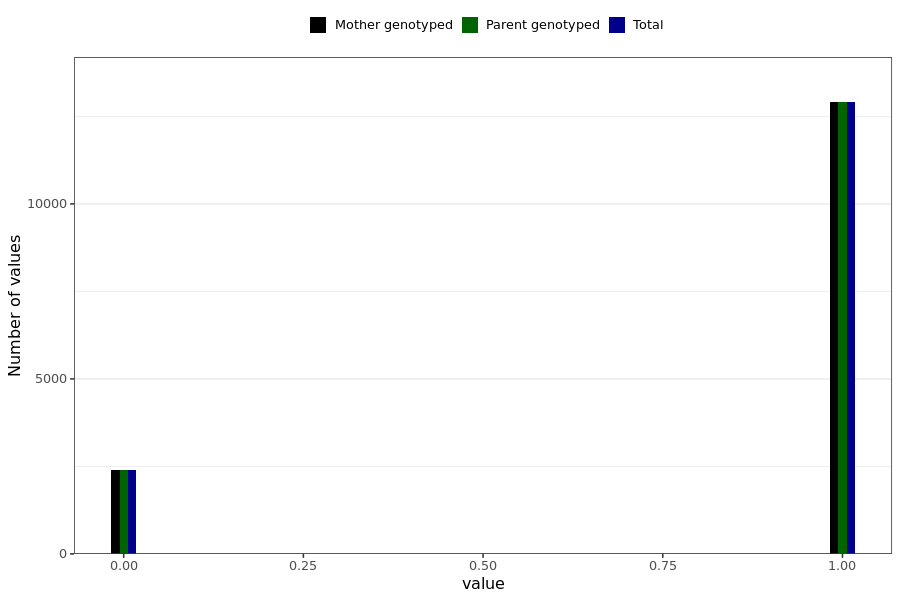 Mother genotyped Parent genotyped Total
Number of values
10000
5000
0
0.00 0.25 0.50 0.75 1.00
value